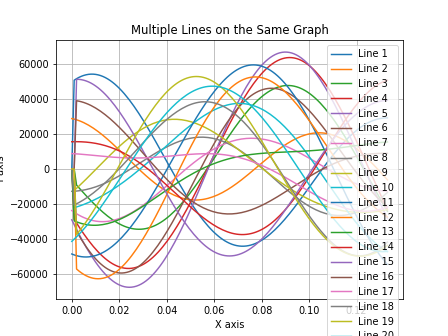 Multiple Lines on the Same Graph
60000
40000
20000
0
−20000
−40000
−60000
0.00
0.02
0.04
0.06
0.08
0.10
X axis
Line 1
Line 2
Line 3
Line 4
Line 5
Line 6
Line 7
Line 8
Line 9
Line 10
Line 11
Line 12
Line 13
Line 14
Line 15
Line 16
Line 17
Line 18
Line 19
Line 20